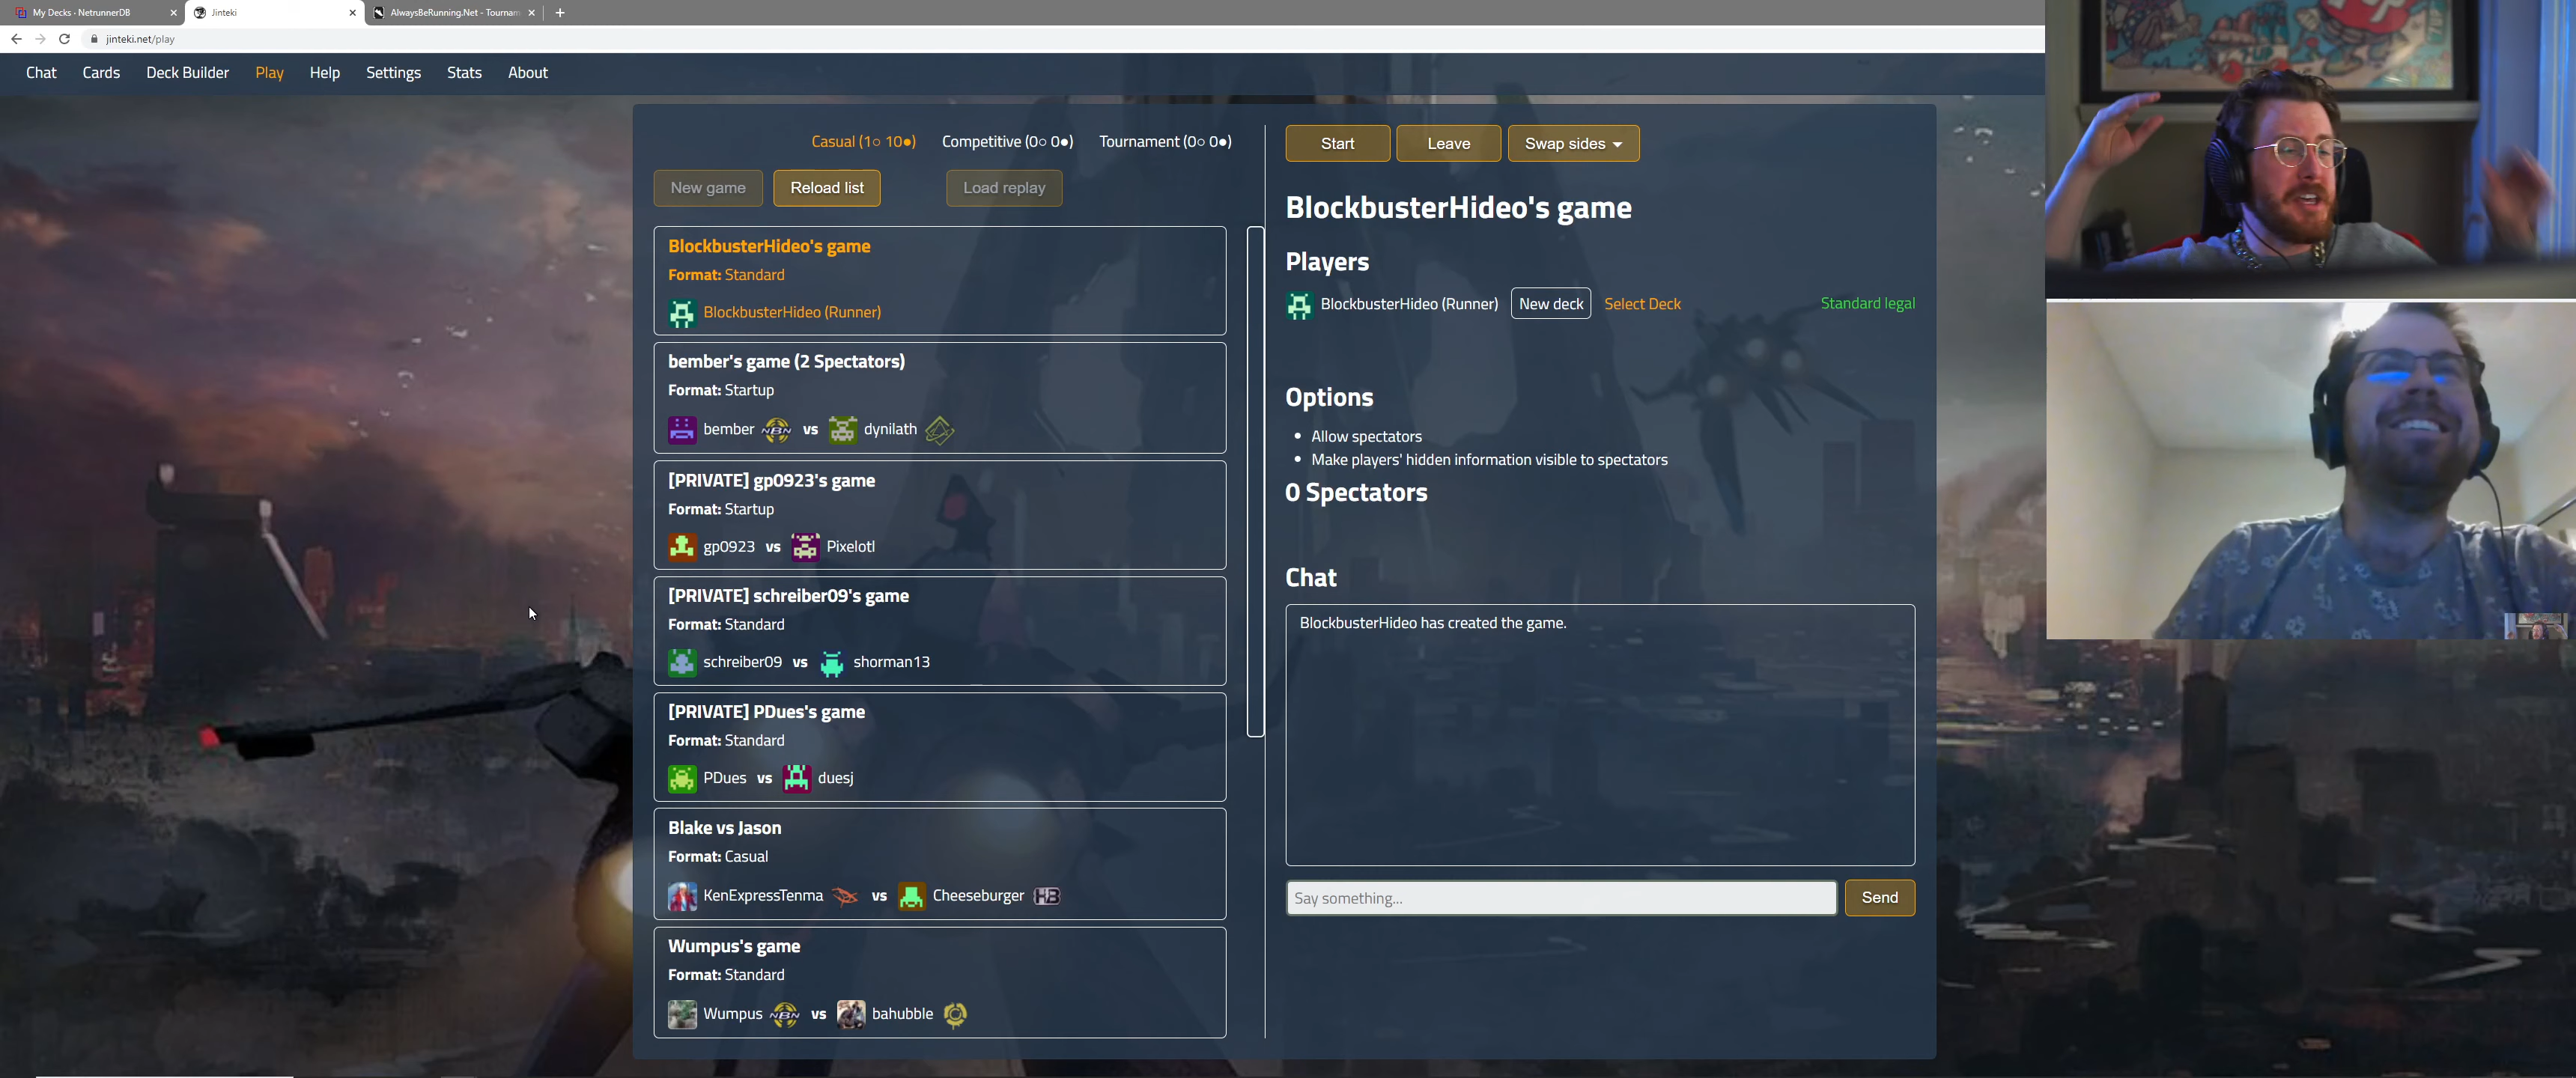 My Decks · NetrunnerDB
Jinteki
AlwaysBeRunning.Net - Tournam
jinteki.net/play
Chat Cards Deck Builder Play Help Settings Stats About
Casual (1○ 10●) Competitive (0○ 0●) Tournament (0○ 0●)
New game Reload list Load replay
BlockbusterHideo's game
Format: Standard
BlockbusterHideo (Runner)
bember's game (2 Spectators)
Format: Startup
bember NBN vs dynilath
[PRIVATE] gp0923's game
Format: Startup
gp0923 vs Pixelotl
[PRIVATE] schreiber09's game
Format: Standard
schreiber09 vs shorman13
[PRIVATE] PDues's game
Format: Standard
PDues vs duesj
Blake vs Jason
Format: Casual
KenExpressTenma vs Cheeseburger HB
Wumpus's game
Format: Standard
Wumpus NBN vs bahubble
Start Leave Swap sides
BlockbusterHideo's game
Players
BlockbusterHideo (Runner) New deck Select Deck Standard legal
Options
• Allow spectators
• Make players' hidden information visible to spectators
0 Spectators
Chat
BlockbusterHideo has created the game.
Say something...
Send